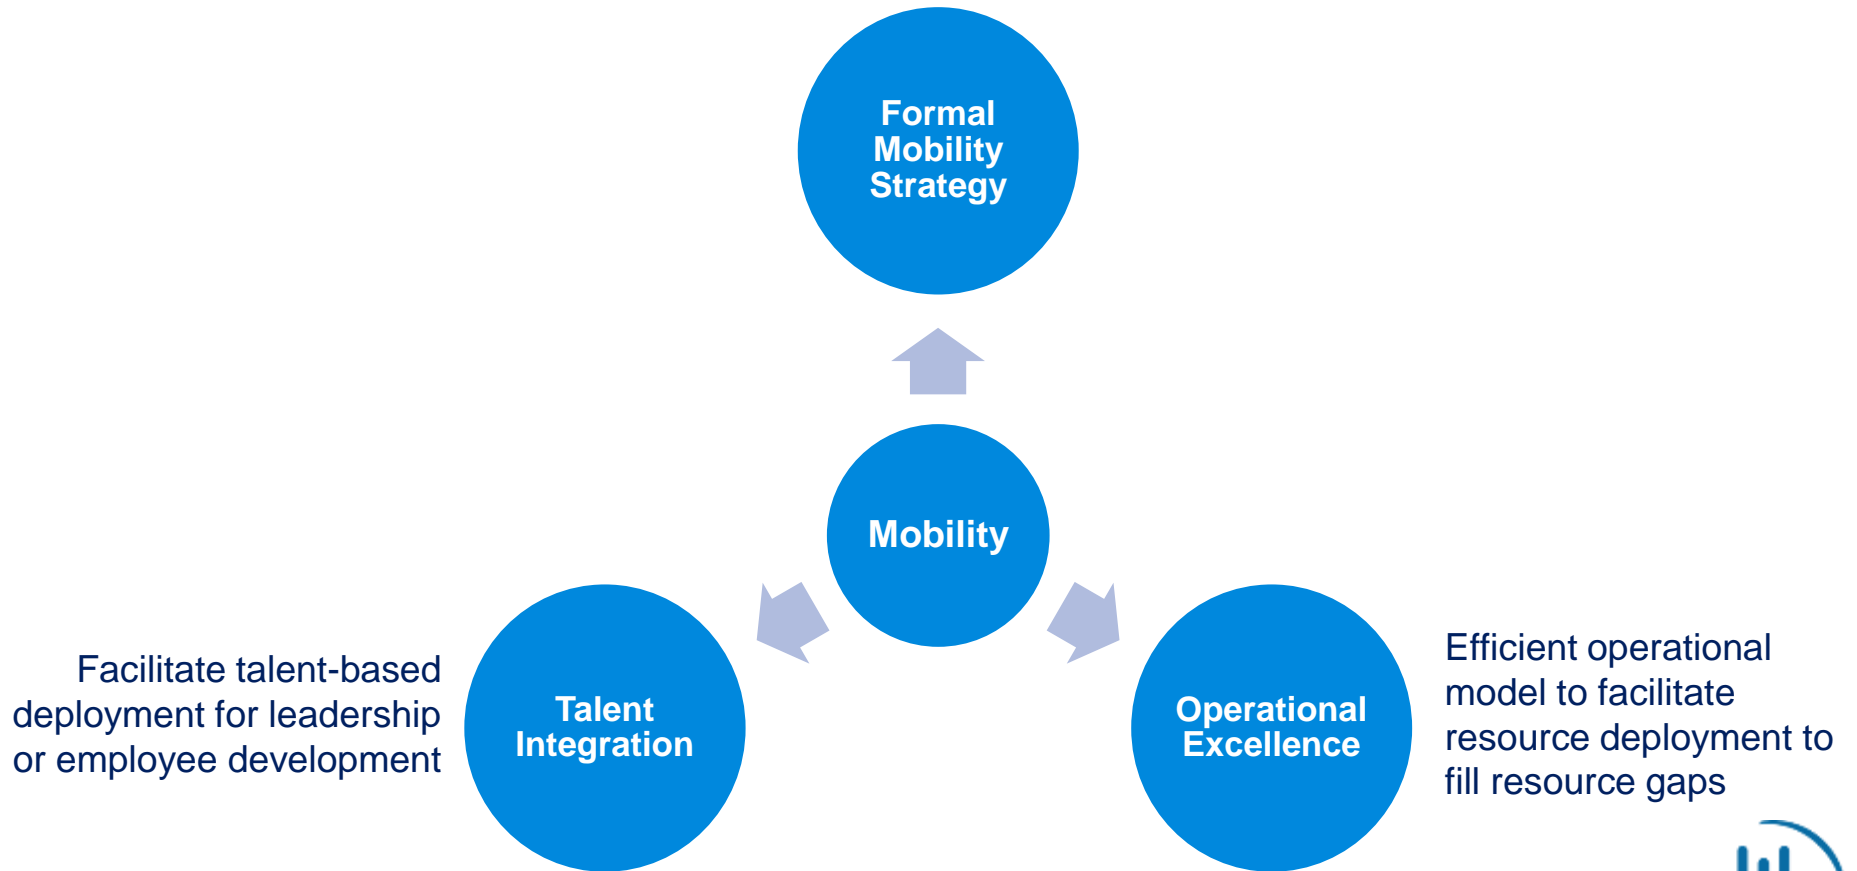 Formal
Mobility
Strategy
Mobility
Facilitate talent-based
deployment for leadership
or employee development
Talent
Integration
Operational
Excellence
Efficient operational
model to facilitate
resource deployment to
fill resource gaps